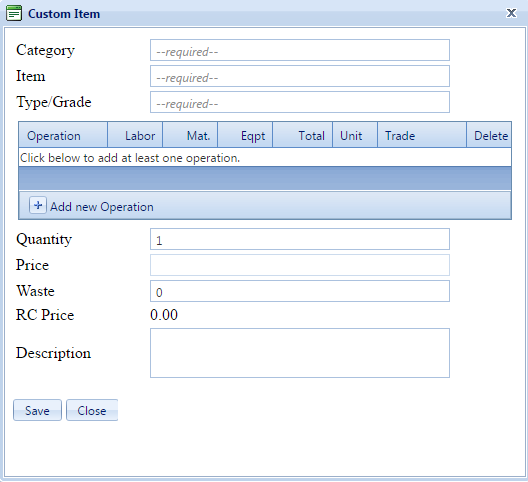 Custom Item
Category --required--
Item --required--
Type/Grade --required--
Operation Labor Mat. Eqpt Total Unit Trade Delete
Click below to add at least one operation.
Add new Operation
Quantity 1
Price
Waste 0
RC Price 0.00
Description
Save Close